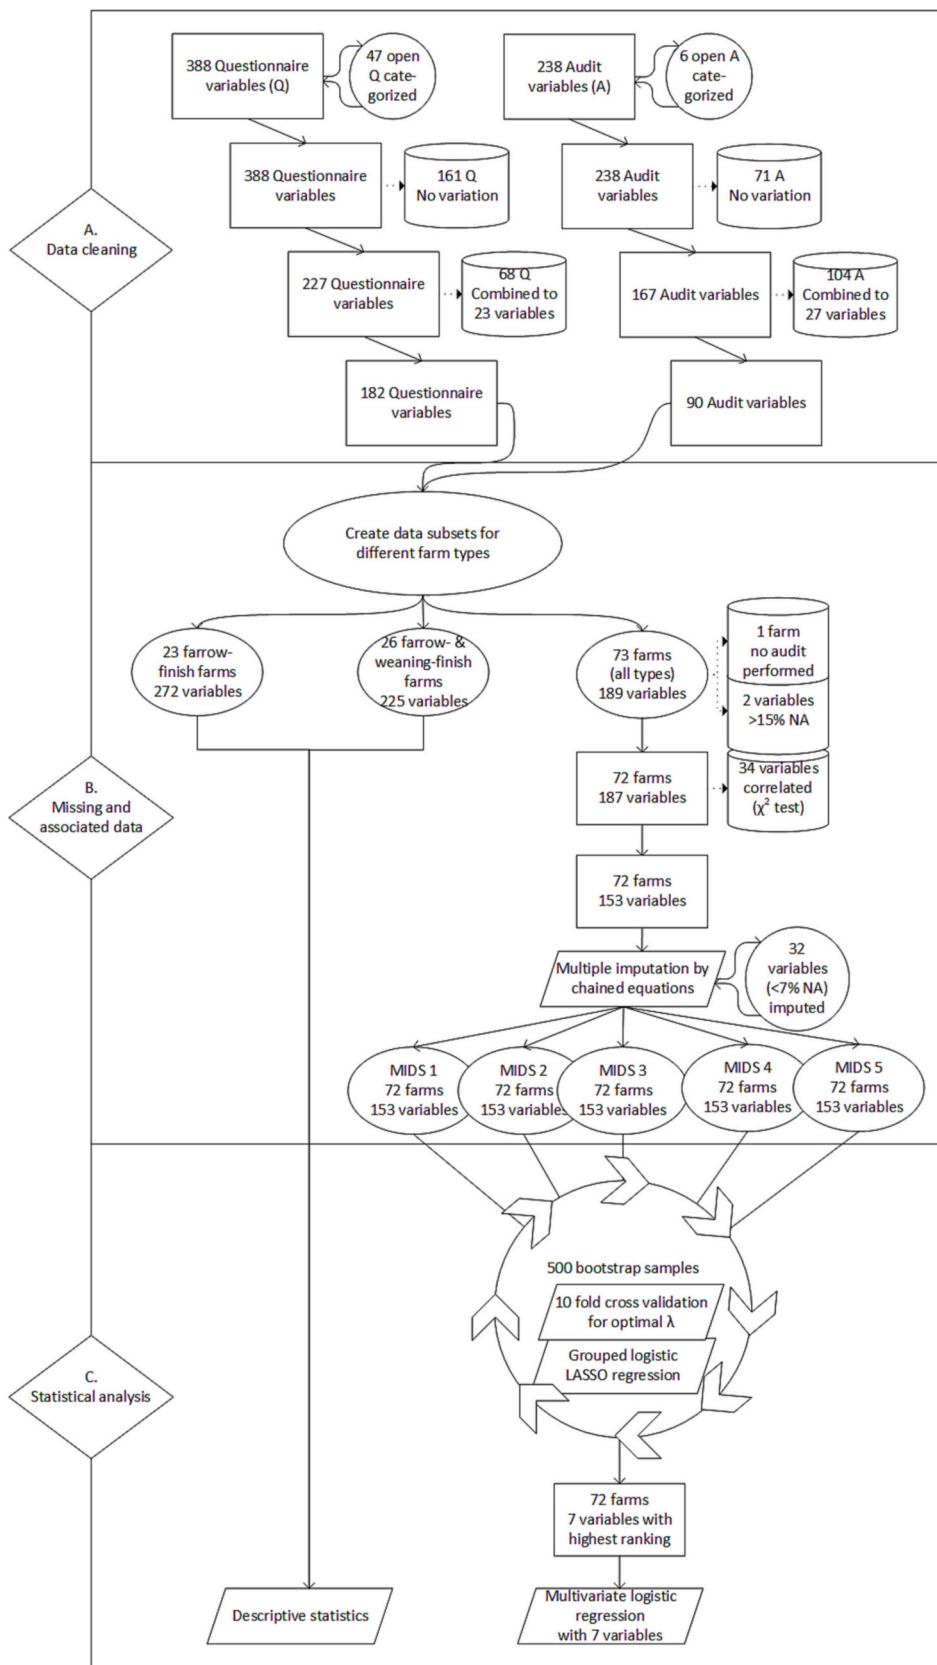 388 Questionnaire
variables (Q)
47 open
Q cate-
gorized
238 Audit
variables (A)
6 open A
cate-
gorized
388 Questionnaire
variables
161 Q
No variation
238 Audit
variables
71 A
No variation
A.
Data cleaning
227 Questionnaire
variables
68 Q
Combined to
23 variables
167 Audit variables
104 A
Combined to
27 variables
182 Questionnaire
variables
90 Audit variables
Create data subsets for
different farm types
23 farrow-
finish farms
272 variables
26 farrow- &
weaning-finish
farms
225 variables
73 farms
(all types)
189 variables
1 farm
no audit
performed
2 variables
>15% NA
B.
Missing and
associated data
72 farms
187 variables
34 variables
correlated
(χ² test)
72 farms
153 variables
Multiple imputation by
chained equations
32
variables
(<7% NA)
imputed
MIDS 1
72 farms
153 variables
MIDS 2
72 farms
153 variables
MIDS 3
72 farms
153 variables
MIDS 4
72 farms
153 variables
MIDS 5
72 farms
153 variables
C.
Statistical analysis
500 bootstrap samples
10 fold cross validation
for optimal λ
Grouped logistic
LASSO regression
72 farms
7 variables with
highest ranking
Descriptive statistics
Multivariate logistic
regression
with 7 variables